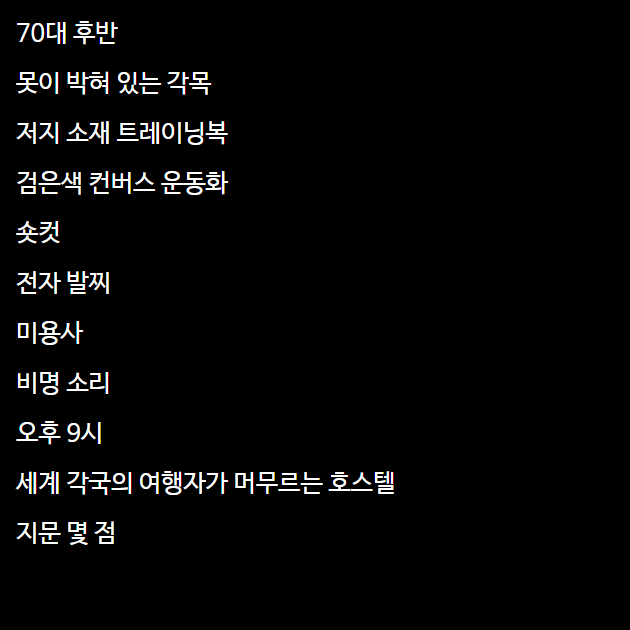 70대 후반
못이 박혀 있는 각목
저지 소재 트레이닝복
검은색 컨버스 운동화
숏컷
전자 발찌
미용사
비명 소리
오후 9시
세계 각국의 여행자가 머무르는 호스텔
지문 몇 점